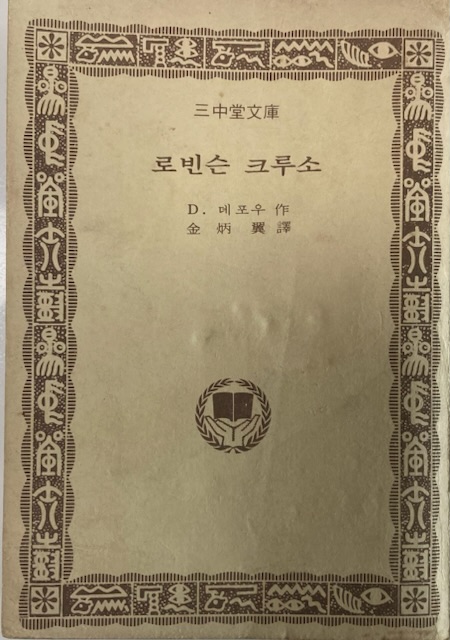 三中堂文庫
로빈슨 크루소
D. 데포우 作
金炳翼 譯